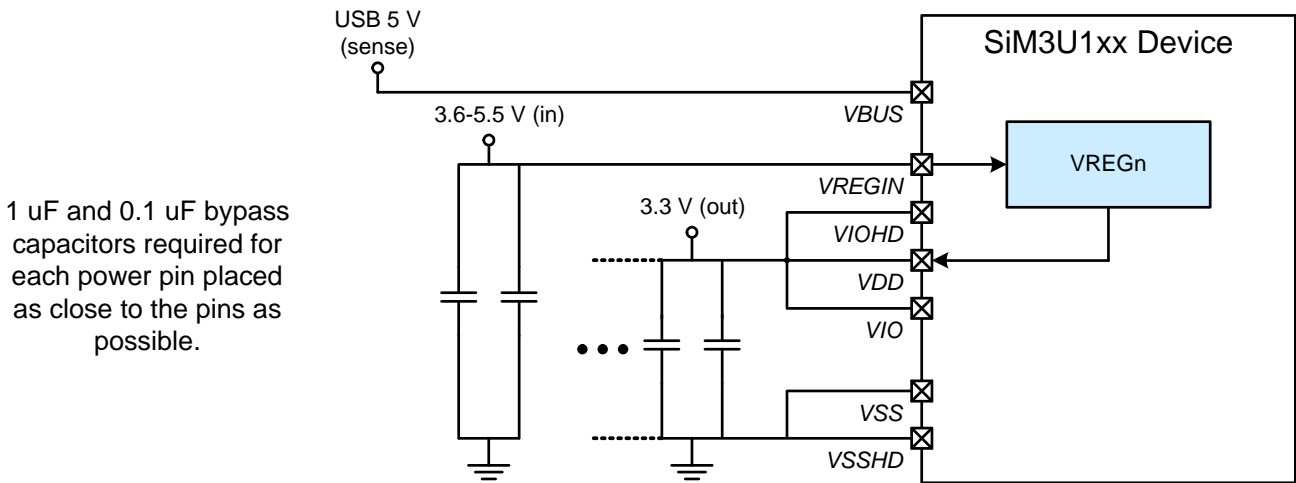 USB 5 V
(sense)
SiM3U1xx Device
VBUS
3.6-5.5 V (in)
VREGn
VREGIN
1 uF and 0.1 uF bypass
capacitors required for
each power pin placed
as close to the pins as
possible.
3.3 V (out)
VIOHD
VDD
VIO
VSS
VSSHD